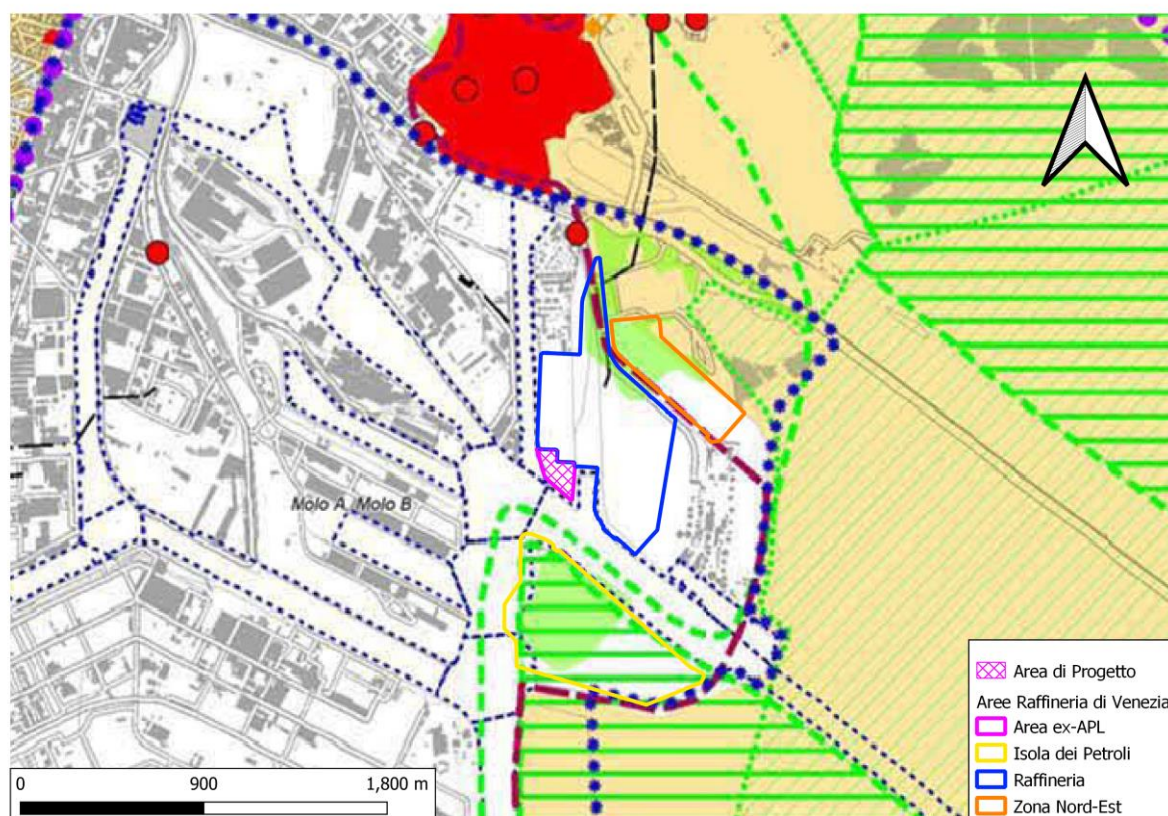 Molo A Molo B
Area di Progetto
Aree Raffineria di Venezia
Area ex-APL
Isola dei Petroli
Raffineria
Zona Nord-Est
0 900 1,800 m